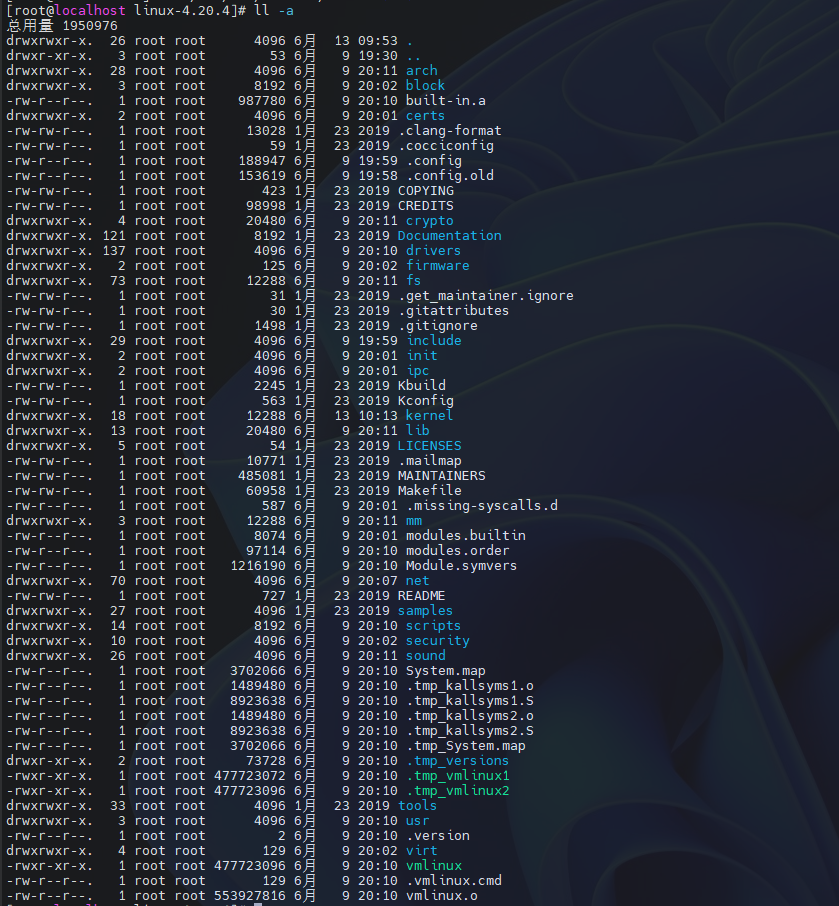 [root@localhost linux-4.20.4]# ll -a
总用量 1950976
drwxrwxr-x. 26 root root 4096 6月 13 09:53 .
drwxr-xr-x. 3 root root 53 6月 9 19:30 ..
drwxrwxr-x. 28 root root 4096 6月 9 20:11 arch
drwxrwxr-x. 3 root root 8192 6月 9 20:02 block
-rw-r--r--. 1 root root 987780 6月 9 20:10 built-in.a
drwxrwxr-x. 2 root root 4096 6月 9 20:01 certs
-rw-rw-r--. 1 root root 13028 1月 23 2019 .clang-format
-rw-rw-r--. 1 root root 59 1月 23 2019 .cocciconfig
-rw-r--r--. 1 root root 188947 6月 9 19:59 .config
-rw-r--r--. 1 root root 153619 6月 9 19:58 .config.old
-rw-rw-r--. 1 root root 423 1月 23 2019 COPYING
-rw-rw-r--. 1 root root 98998 1月 23 2019 CREDITS
drwxrwxr-x. 4 root root 20480 6月 9 20:11 crypto
drwxrwxr-x. 121 root root 8192 1月 23 2019 Documentation
drwxrwxr-x. 137 root root 4096 6月 9 20:10 drivers
drwxrwxr-x. 2 root root 125 6月 9 20:02 firmware
drwxrwxr-x. 73 root root 12288 6月 9 20:11 fs
-rw-rw-r--. 1 root root 31 1月 23 2019 .get_maintainer.ignore
-rw-rw-r--. 1 root root 30 1月 23 2019 .gitattributes
-rw-rw-r--. 1 root root 1498 1月 23 2019 .gitignore
drwxrwxr-x. 29 root root 4096 6月 9 19:59 include
drwxrwxr-x. 2 root root 4096 6月 9 20:01 init
drwxrwxr-x. 2 root root 4096 6月 9 20:01 ipc
-rw-rw-r--. 1 root root 2245 1月 23 2019 Kbuild
-rw-rw-r--. 1 root root 563 1月 23 2019 Kconfig
drwxrwxr-x. 18 root root 12288 6月 13 10:13 kernel
drwxrwxr-x. 13 root root 20480 6月 9 20:11 lib
drwxrwxr-x. 5 root root 54 1月 23 2019 LICENSES
-rw-rw-r--. 1 root root 10771 1月 23 2019 .mailmap
-rw-rw-r--. 1 root root 485081 1月 23 2019 MAINTAINERS
-rw-rw-r--. 1 root root 60958 1月 23 2019 Makefile
-rw-r--r--. 1 root root 587 6月 9 20:01 .missing-syscalls.d
drwxrwxr-x. 3 root root 12288 6月 9 20:11 mm
-rw-r--r--. 1 root root 8074 6月 9 20:01 modules.builtin
-rw-r--r--. 1 root root 97114 6月 9 20:10 modules.order
-rw-r--r--. 1 root root 1216190 6月 9 20:10 Module.symvers
drwxrwxr-x. 70 root root 4096 6月 9 20:07 net
-rw-rw-r--. 1 root root 727 1月 23 2019 README
drwxrwxr-x. 27 root root 4096 1月 23 2019 samples
drwxrwxr-x. 14 root root 8192 6月 9 20:10 scripts
drwxrwxr-x. 10 root root 4096 6月 9 20:02 security
drwxrwxr-x. 26 root root 4096 6月 9 20:11 sound
-rw-r--r--. 1 root root 3702066 6月 9 20:10 System.map
-rw-r--r--. 1 root root 1489480 6月 9 20:10 .tmp_kallsyms1.o
-rw-r--r--. 1 root root 8923638 6月 9 20:10 .tmp_kallsyms1.S
-rw-r--r--. 1 root root 1489480 6月 9 20:10 .tmp_kallsyms2.o
-rw-r--r--. 1 root root 8923638 6月 9 20:10 .tmp_kallsyms2.S
-rw-r--r--. 1 root root 3702066 6月 9 20:10 .tmp_System.map
drwxr-xr-x. 2 root root 73728 6月 9 20:10 .tmp_versions
-rwxr-xr-x. 1 root root 477723072 6月 9 20:10 .tmp_vmlinux1
-rwxr-xr-x. 1 root root 477723096 6月 9 20:10 .tmp_vmlinux2
drwxrwxr-x. 33 root root 4096 1月 23 2019 tools
drwxrwxr-x. 3 root root 4096 6月 9 20:10 usr
-rw-r--r--. 1 root root 2 6月 9 20:10 .version
drwxrwxr-x. 4 root root 129 6月 9 20:02 virt
-rwxr-xr-x. 1 root root 477723096 6月 9 20:10 vmlinux
-rw-r--r--. 1 root root 129 6月 9 20:10 .vmlinux.cmd
-rw-r--r--. 1 root root 553927816 6月 9 20:10 vmlinux.o